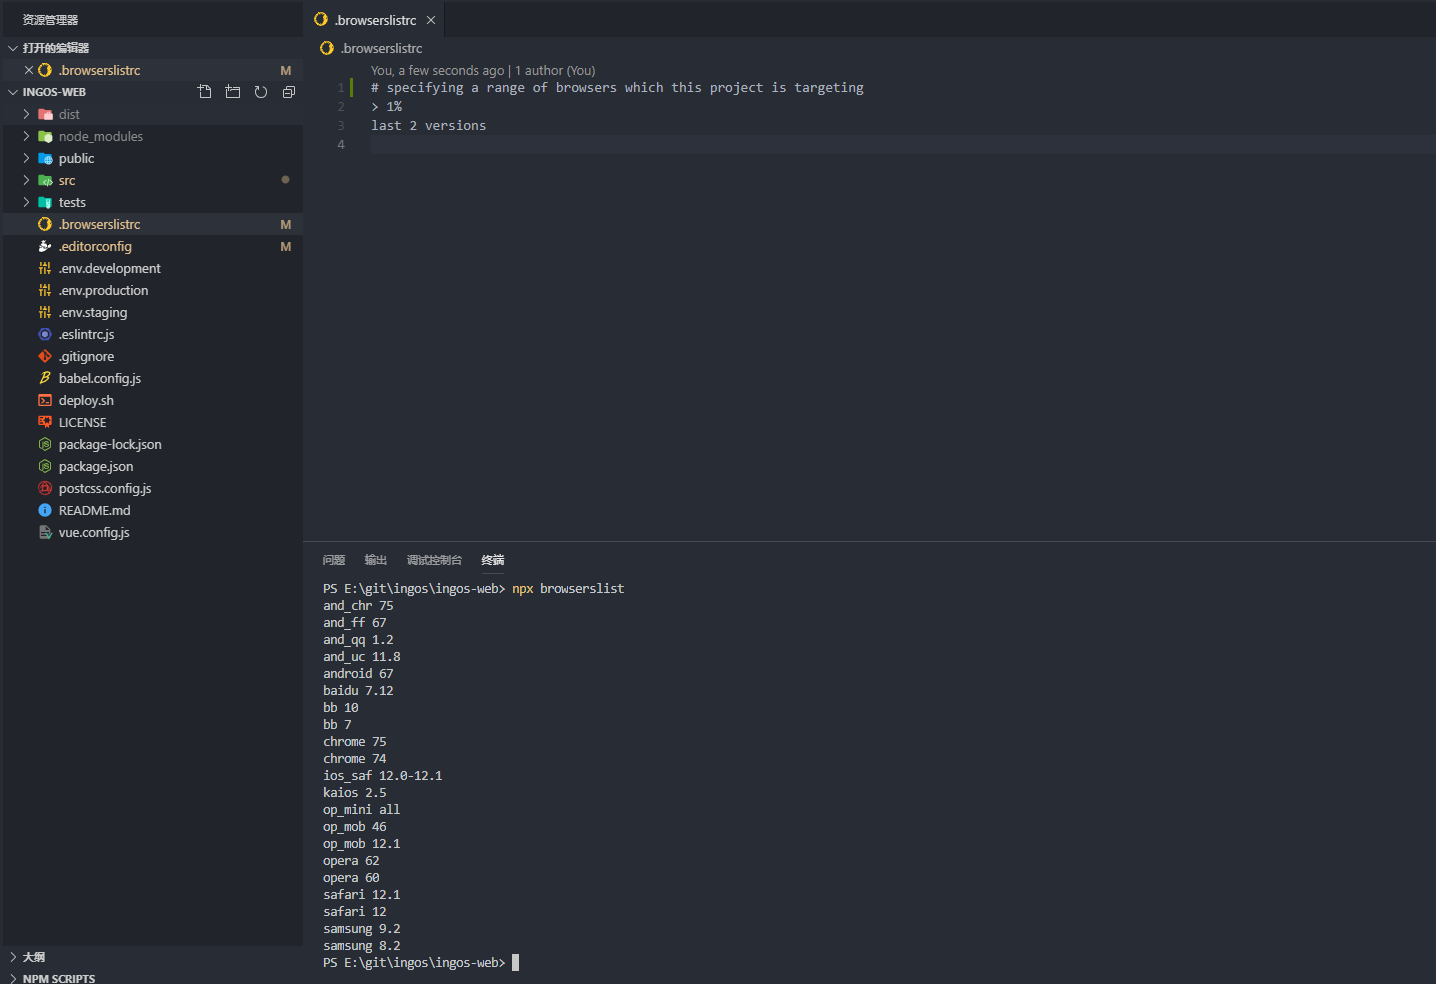 资源管理器
打开的编辑器
.browserslistrc M
INGOS-WEB
dist
node_modules
public
src
tests
.browserslistrc M
.editorconfig M
.env.development
.env.production
.env.staging
.eslintrc.js
.gitignore
babel.config.js
deploy.sh
LICENSE
package-lock.json
package.json
postcss.config.js
README.md
vue.config.js
大纲
NPM SCRIPTS
.browserslistrc
.browserslistrc
You, a few seconds ago | 1 author (You)
1 # specifying a range of browsers which this project is targeting
2 > 1%
3 last 2 versions
4
问题 输出 调试控制台 终端
PS E:\git\ingos\ingos-web> npx browserslist
and_chr 75
and_ff 67
and_qq 1.2
and_uc 11.8
android 67
baidu 7.12
bb 10
bb 7
chrome 75
chrome 74
ios_saf 12.0-12.1
kaios 2.5
op_mini all
op_mob 46
op_mob 12.1
opera 62
opera 60
safari 12.1
safari 12
samsung 9.2
samsung 8.2
PS E:\git\ingos\ingos-web>